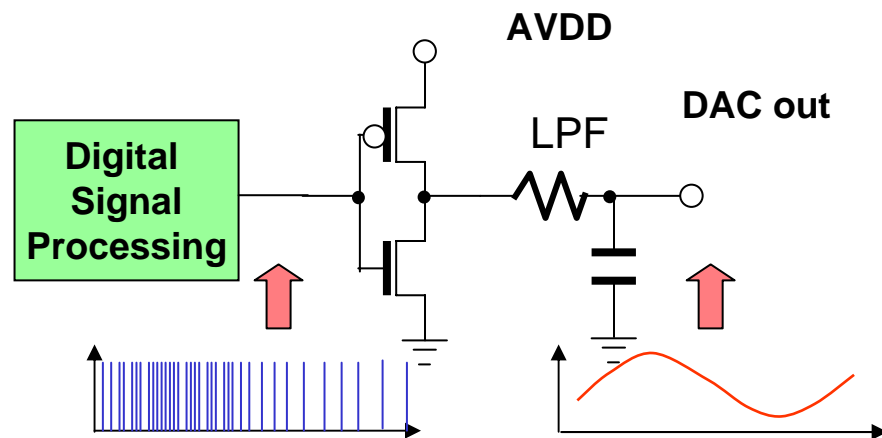 AVDD
DAC out
LPF
Digital
Signal
Processing